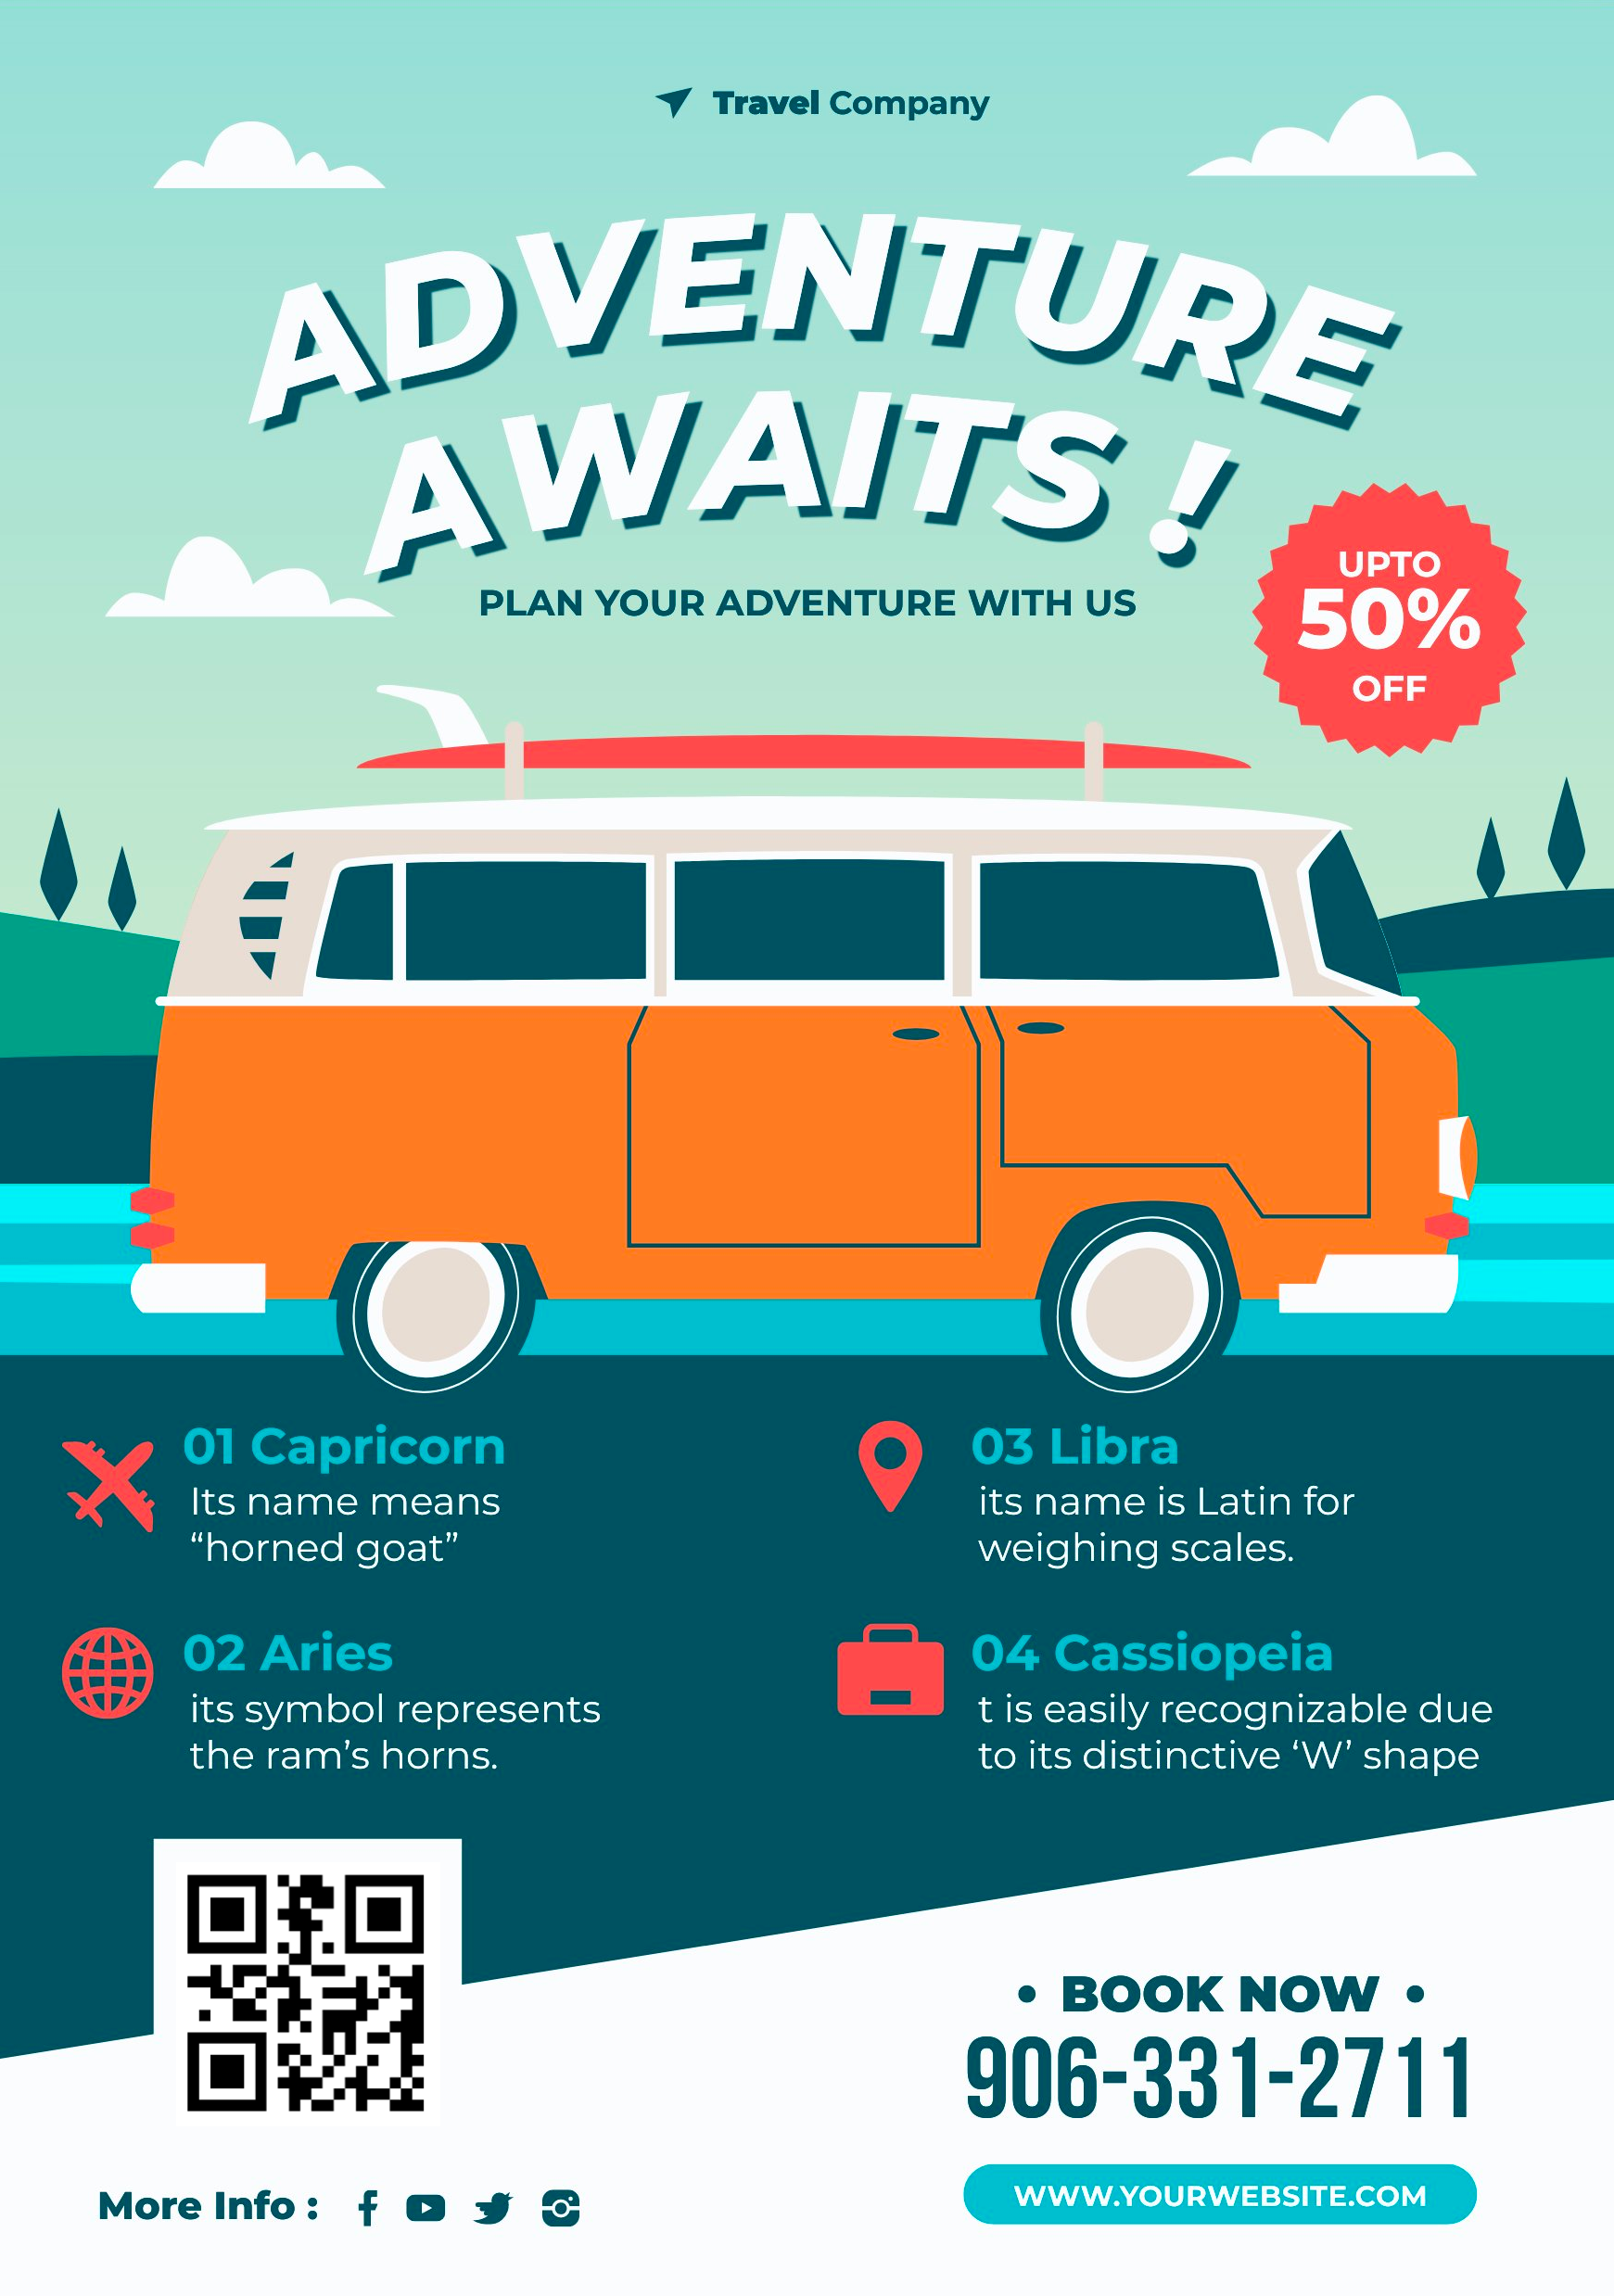 Travel Company
ADVENTURE
AWAITS !
PLAN YOUR ADVENTURE WITH US
UPTO
50%
OFF
01 Capricorn
Its name means
“horned goat”
02 Aries
its symbol represents
the ram’s horns.
03 Libra
its name is Latin for
weighing scales.
04 Cassiopeia
t is easily recognizable due
to its distinctive ‘W’ shape
• BOOK NOW •
906-331-2711
WWW.YOURWEBSITE.COM
More Info :